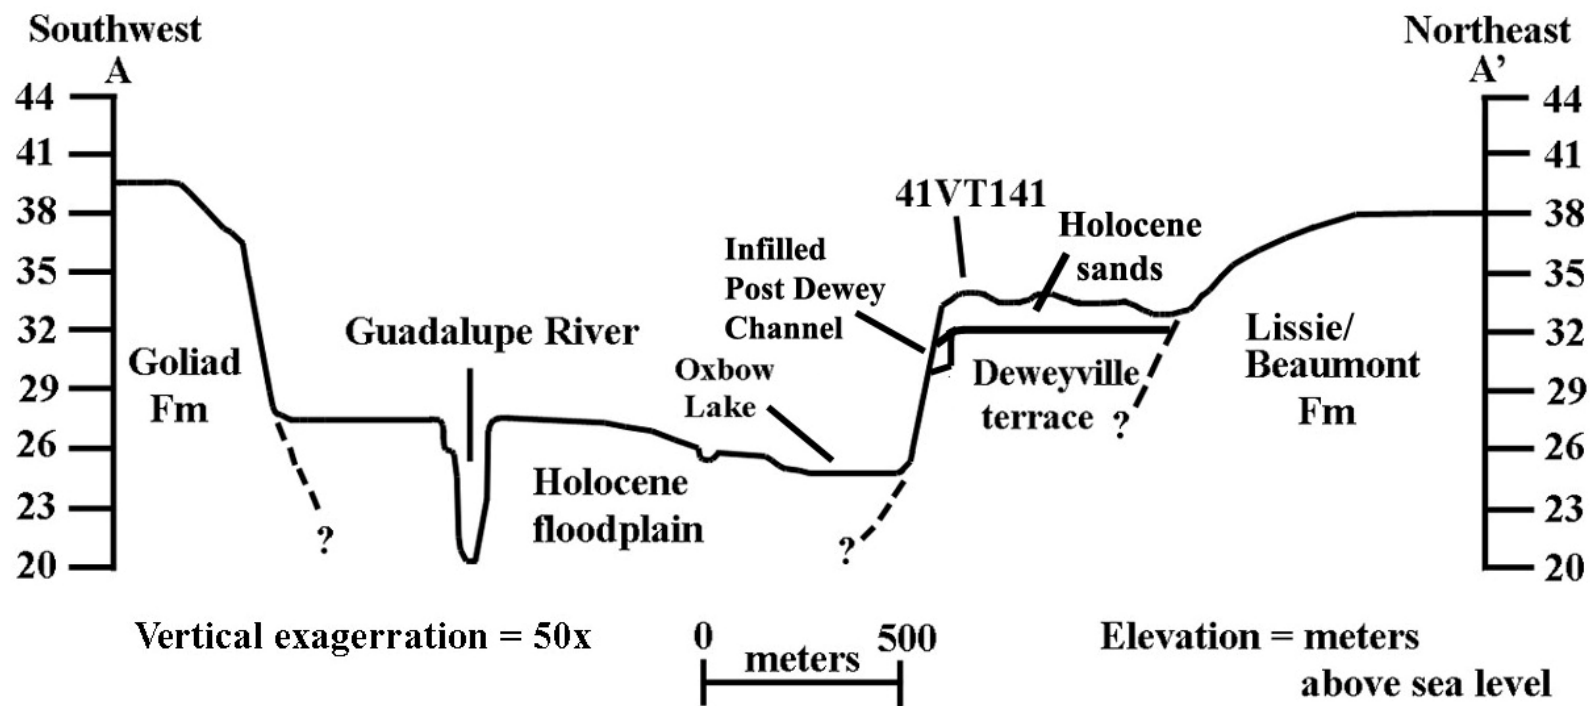 Southwest
A
Northeast
A’
44
41
38
35
32
29
26
23
20
44
41
38
35
32
29
26
23
20
Goliad
Fm
Guadalupe River
Holocene
floodplain
Oxbow
Lake
Infilled
Post Dewey
Channel
41VT141
Holocene
sands
Deweyville
terrace
Lissie/
Beaumont
Fm
?
?
?
Vertical exagerration = 50x
0
500
meters
Elevation = meters
above sea level